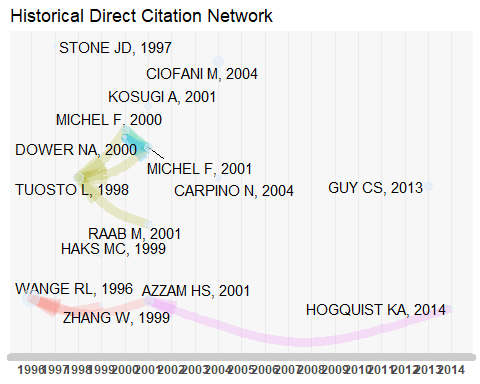 Historical Direct Citation Network
STONE JD, 1997
CIOFANI M, 2004
KOSUGI A, 2001
MICHEL F, 2000
DOWER NA, 2000
MICHEL F, 2001
TUOSTO L, 1998
CARPINO N, 2004
GUY CS, 2013
RAAB M, 2001
HAKS MC, 1999
WANGE RL, 1996
AZZAM HS, 2001
HOGQUIST KA, 2014
ZHANG W, 1999
1996 1997 1998 1999 2000 2001 2002 2003 2004 2005 2006 2007 2008 2009 2010 2011 2012 2013 2014